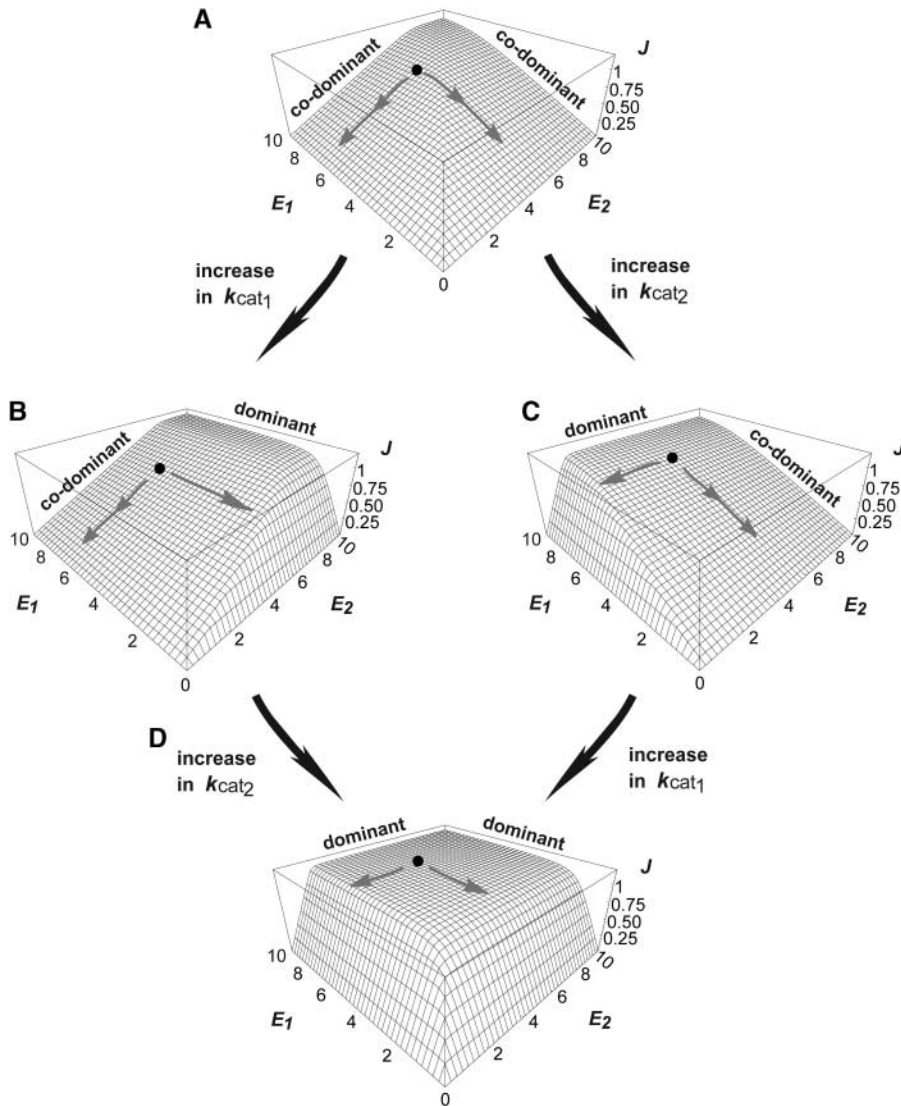 A
co-dominant
co-dominant
J
1
0.75
0.50
0.25
10
8
6
4
2
0
E1
2
4
6
8
10
E2
increase
in kcat1
increase
in kcat2
B
co-dominant
dominant
J
1
0.75
0.50
0.25
10
8
6
4
2
0
E1
2
4
6
8
10
E2
C
dominant
co-dominant
J
1
0.75
0.50
0.25
10
8
6
4
2
0
E1
2
4
6
8
10
E2
D
increase
in kcat2
increase
in kcat1
dominant
dominant
J
1
0.75
0.50
0.25
10
8
6
4
2
0
E1
2
4
6
8
10
E2